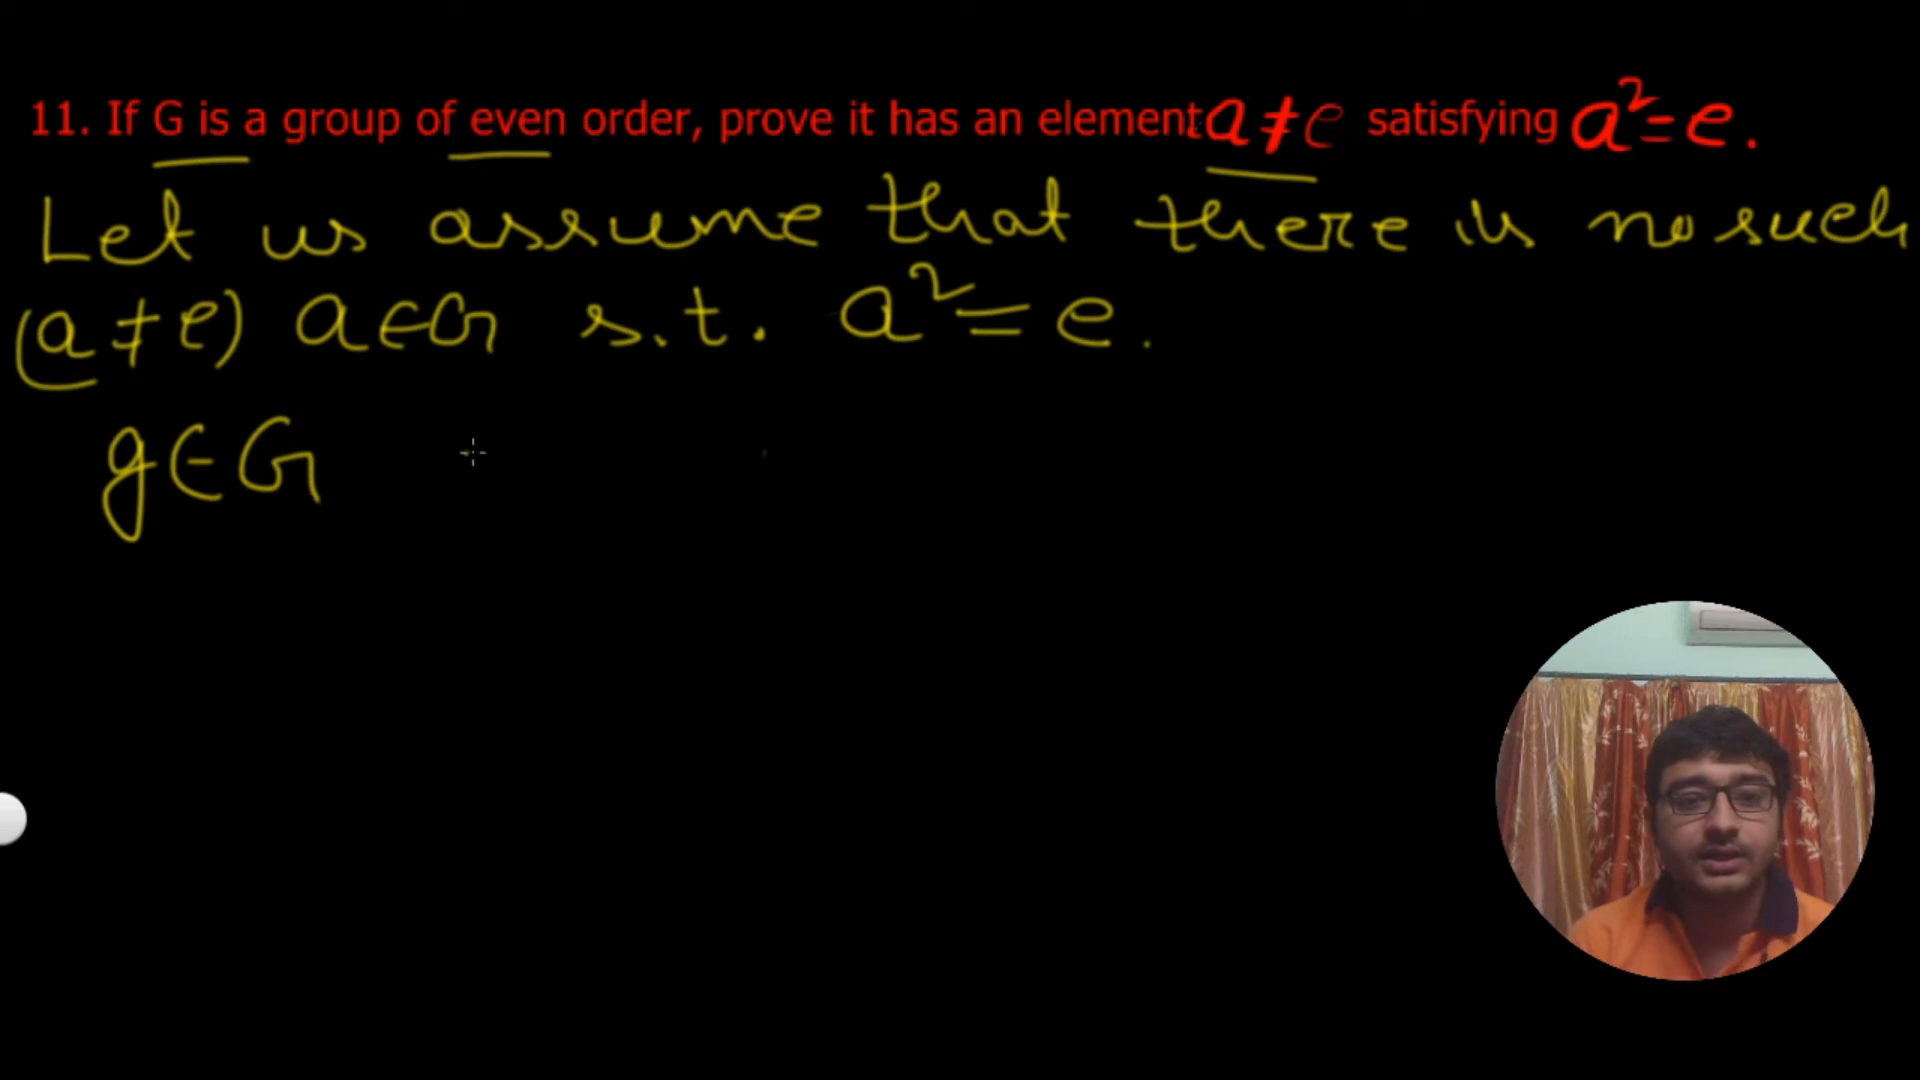 11. If G is a group of even order, prove it has an element a ≠ e satisfying a² = e.
Let us assume that there is no such
(a ≠ e) a ∈ G s.t. a² = e.
g ∈ G